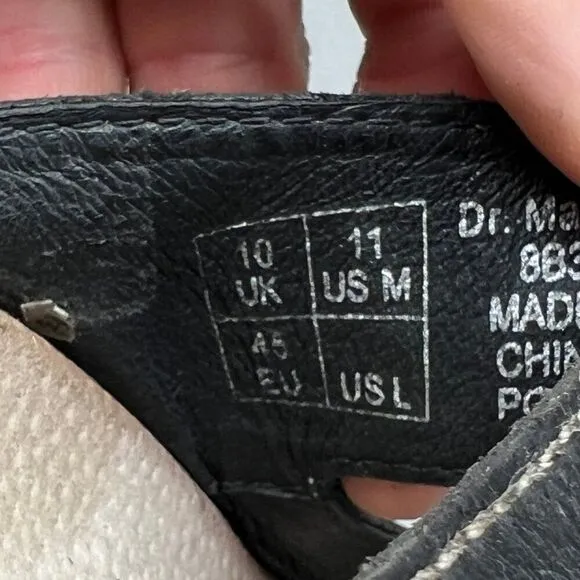 10
UK
11
US M
45
EU
US L
Dr. Ma
8B3
MADE
CHIN
PO